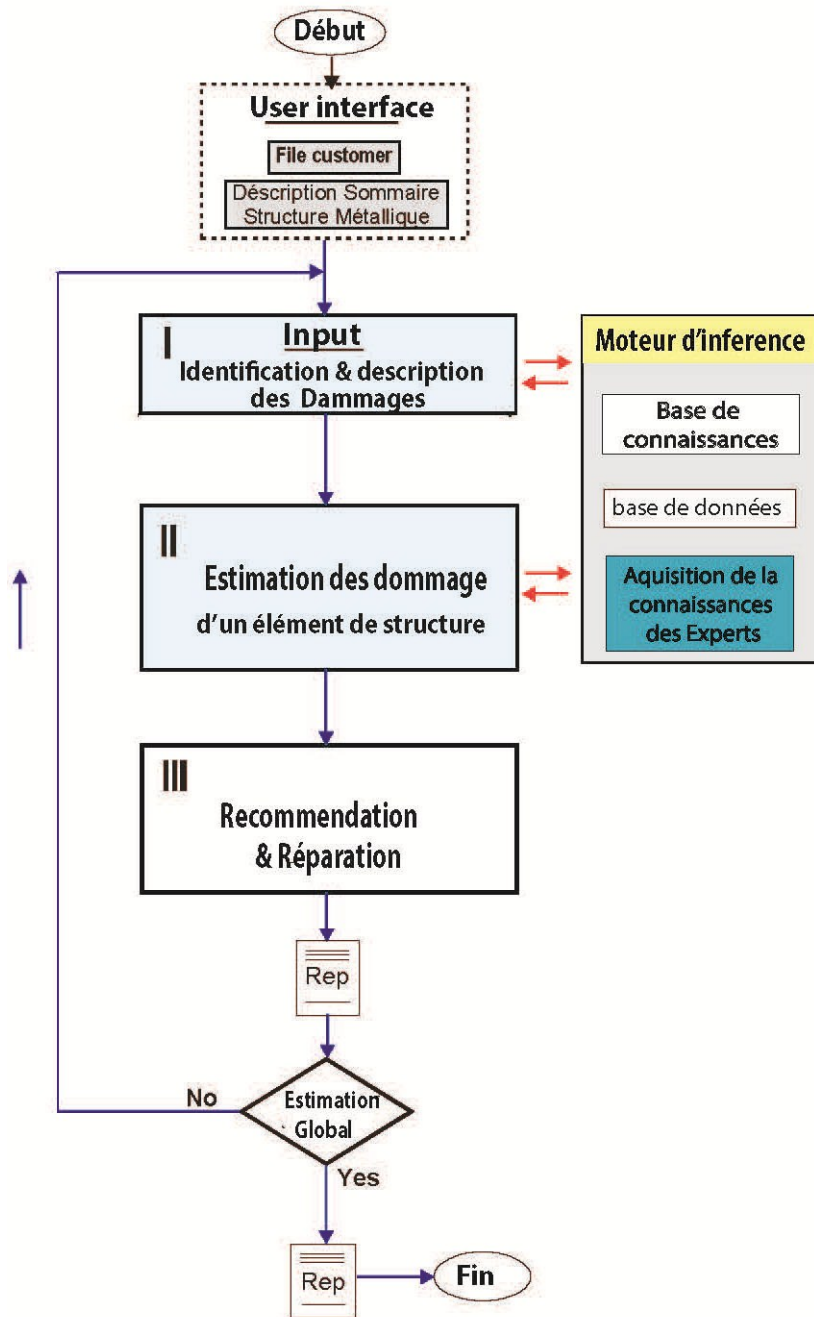 Début
User interface
File customer
Déscription Sommaire
Structure Métallique
I
Input
Identification & description
des Dammages
Moteur d'inference
Base de
connaissances
base de données
Aquisition de la
connaissances
des Experts
II
Estimation des dommage
d'un élément de structure
III
Recommendation
& Réparation
Rep
No
Estimation
Global
Yes
Rep
Fin